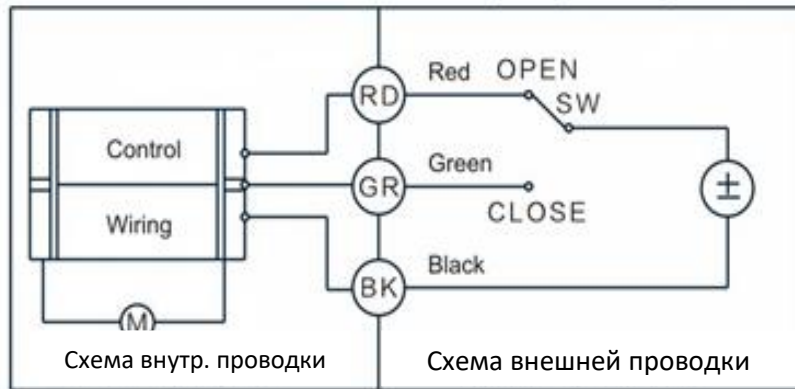 Red OPEN
RD
SW
Control
Green
GR
±
CLOSE
Wiring
Black
BK
M
Схема внутр. проводки
Схема внешней проводки